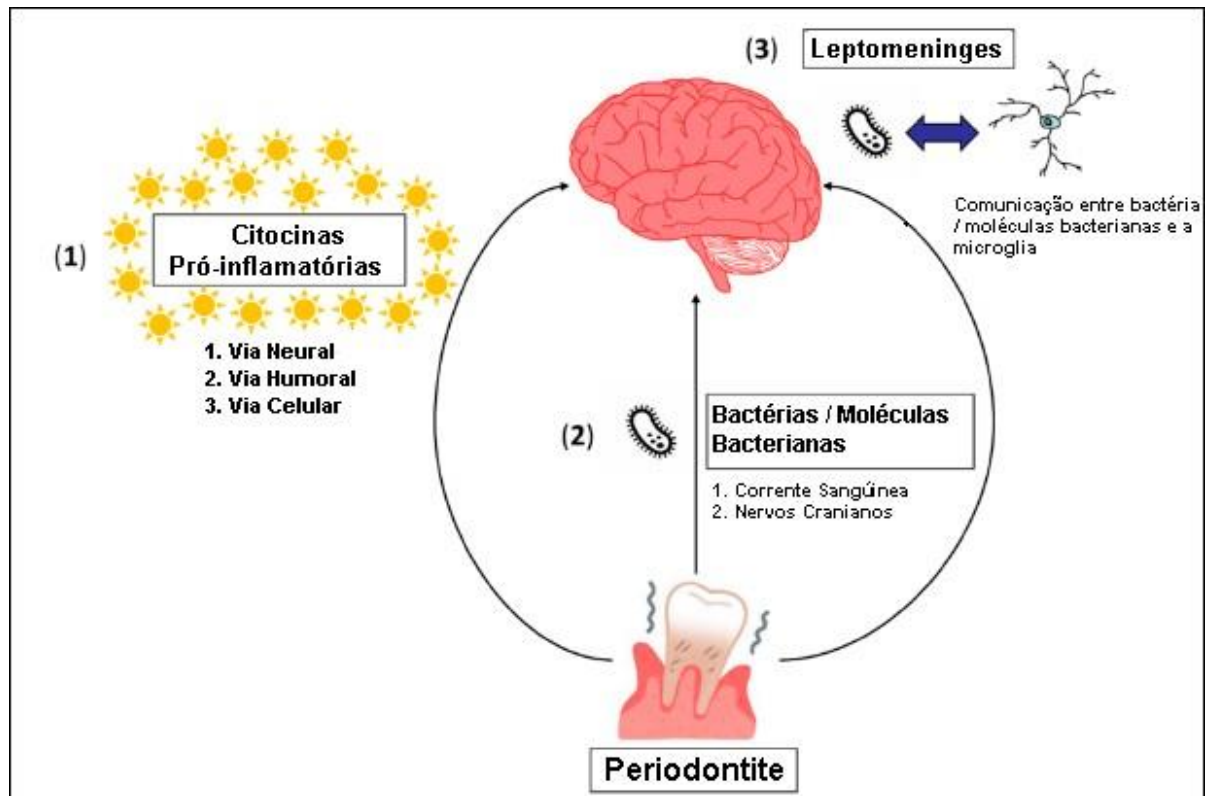 (3) Leptomeninges
Comunicação entre bactéria
/ moléculas bacterianas e a
microglia
(1)
Citocinas
Pró-inflamatórias
1. Via Neural
2. Via Humoral
3. Via Celular
(2)
Bactérias / Moléculas
Bacterianas
1. Corrente Sangúinea
2. Nervos Cranianos
Periodontite